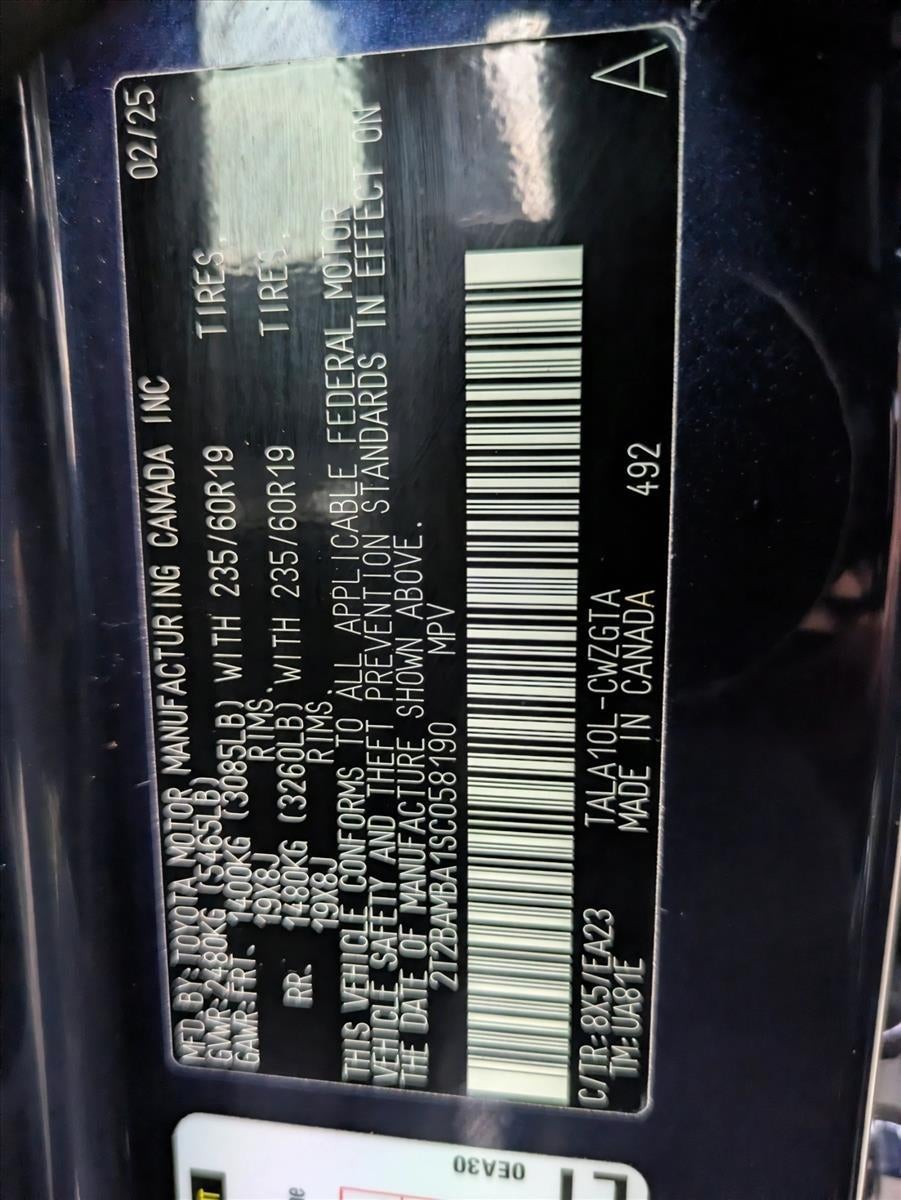 MFD BY:TOYOTA MOTOR MANUFACTURING CANADA INC 02/25
GVWR:2480KG (5465LB)
GAWR:FRT. 1400KG (3085LB) WITH 235/60R19 TIRES,
19X8J RIMS.
RR. 1480KG (3260LB) WITH 235/60R19 TIRES,
19X8J RIMS.
THIS VEHICLE CONFORMS TO ALL APPLICABLE FEDERAL MOTOR
VEHICLE SAFETY AND THEFT PREVENTION STANDARDS IN EFFECT ON
THE DATE OF MANUFACTURE SHOWN ABOVE.
2T2BAMBA1SC058190 MPV
C/TR:8X5/EA23 TALA10L-CWZGTA
TM:UA81E MADE IN CANADA 492 A
0EA30